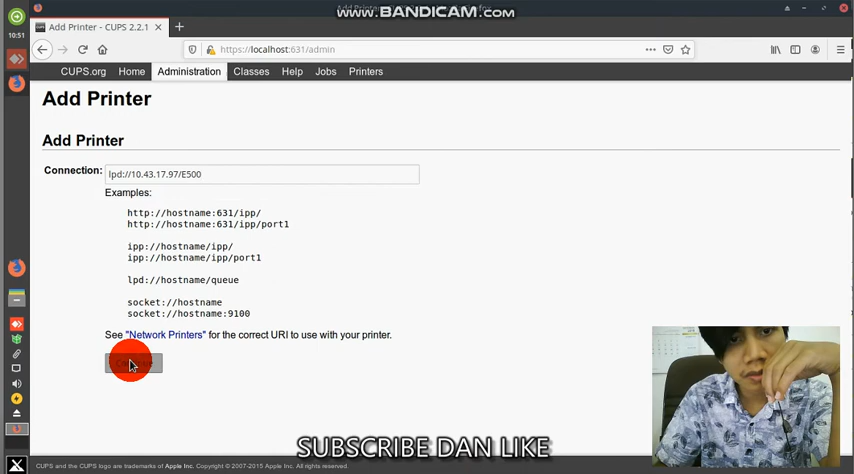 www.BANDICAM.com
10:51
Add Printer - CUPS 2.2.1
https://localhost:631/admin
CUPS.org Home Administration Classes Help Jobs Printers
Add Printer
Add Printer
Connection: lpd://10.43.17.97/E500
Examples:
http://hostname:631/ipp/
http://hostname:631/ipp/port1
ipp://hostname/ipp/
ipp://hostname/ipp/port1
lpd://hostname/queue
socket://hostname
socket://hostname:9100
See "Network Printers" for the correct URI to use with your printer.
SUBSCRIBE DAN LIKE
CUPS and the CUPS logo are trademarks of Apple Inc. Copyright © 2007-2015 Apple Inc. All rights reserved.